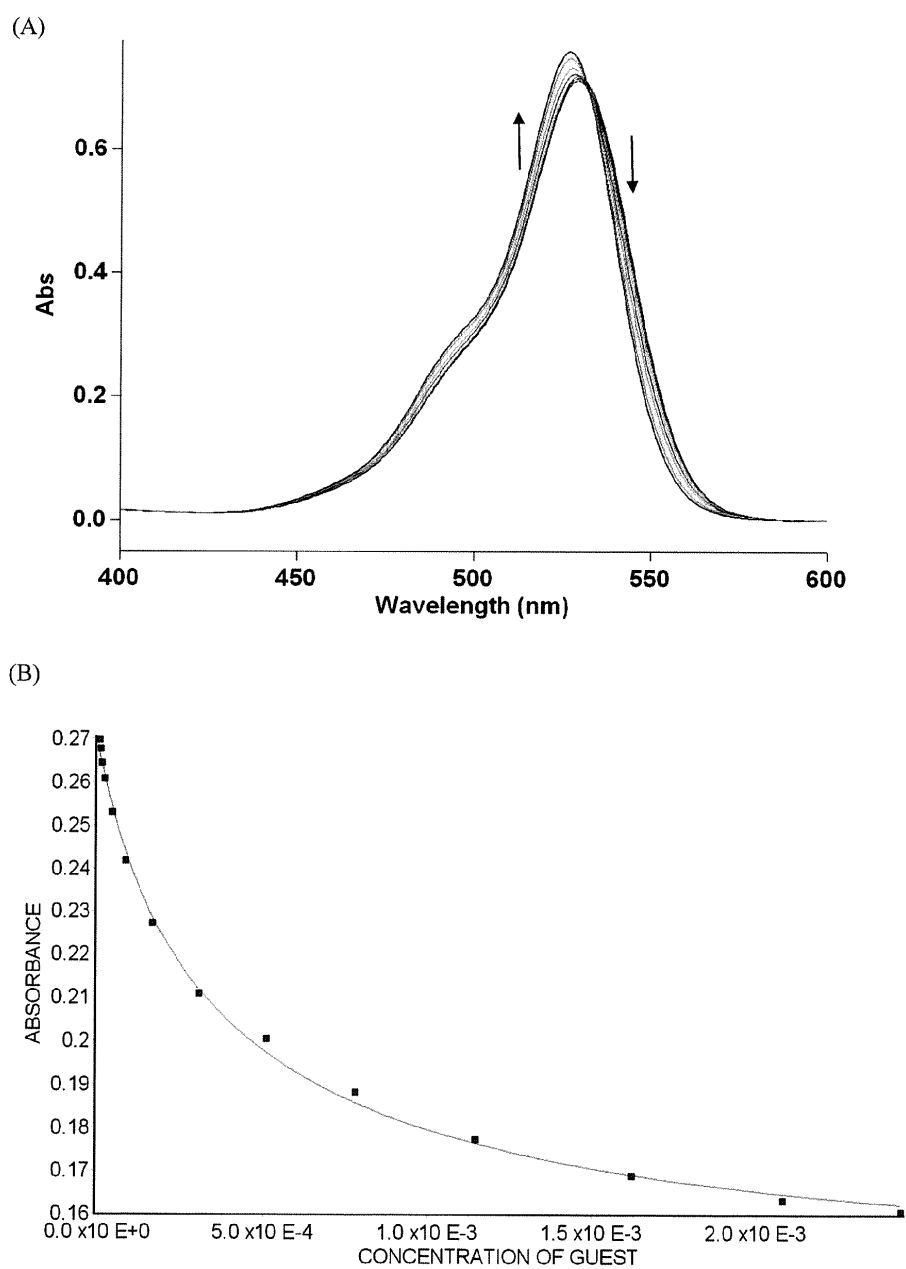 (A)
Abs
0.6
0.4
0.2
0.0
400
450
500
550
600
Wavelength (nm)
(B)
ABSORBANCE
0.27
0.26
0.25
0.24
0.23
0.22
0.21
0.2
0.19
0.18
0.17
0.16
0.0 x10 E+0
5.0 x10 E-4
1.0 x10 E-3
1.5 x10 E-3
2.0 x10 E-3
CONCENTRATION OF GUEST